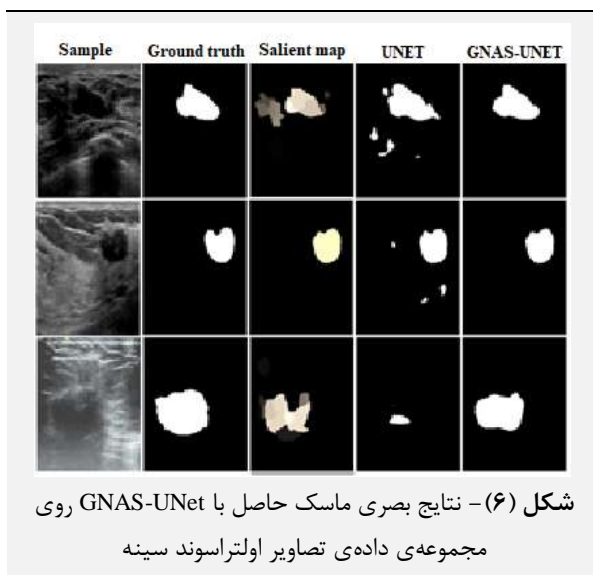 Sample Ground truth Salient map UNET GNAS-UNET
شکل (۶)- نتایج بصری ماسک حاصل با GNAS-UNet روی
مجموعه‌ی داده‌ی تصاویر اولتراسوند سینه